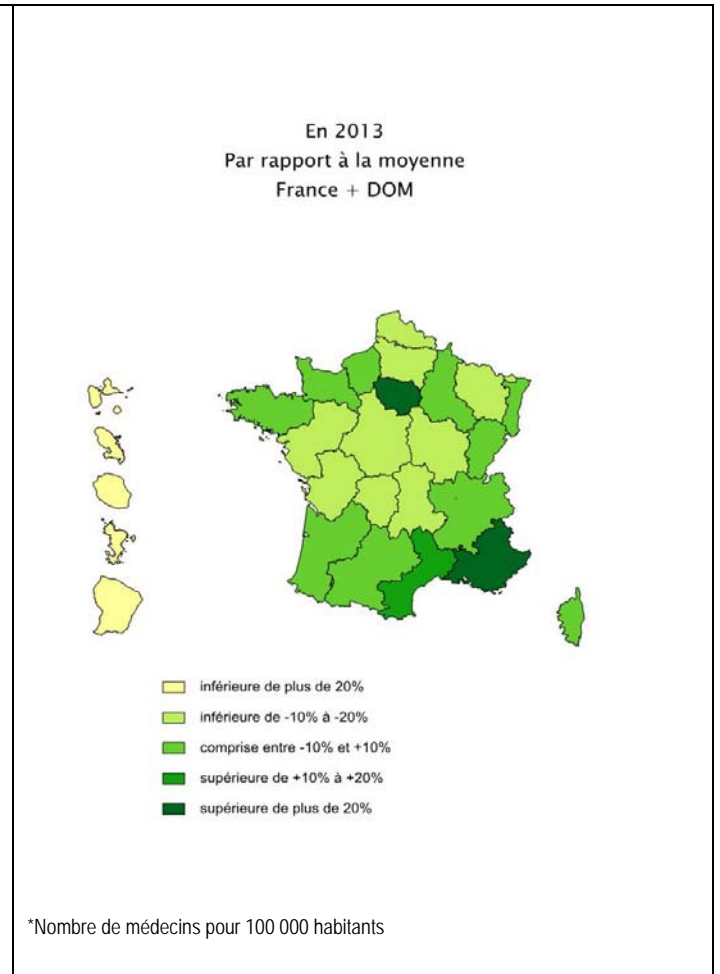 En 2013
Par rapport à la moyenne
France + DOM
inférieure de plus de 20%
inférieure de -10% à -20%
comprise entre -10% et +10%
supérieure de +10% à +20%
supérieure de plus de 20%
*Nombre de médecins pour 100 000 habitants